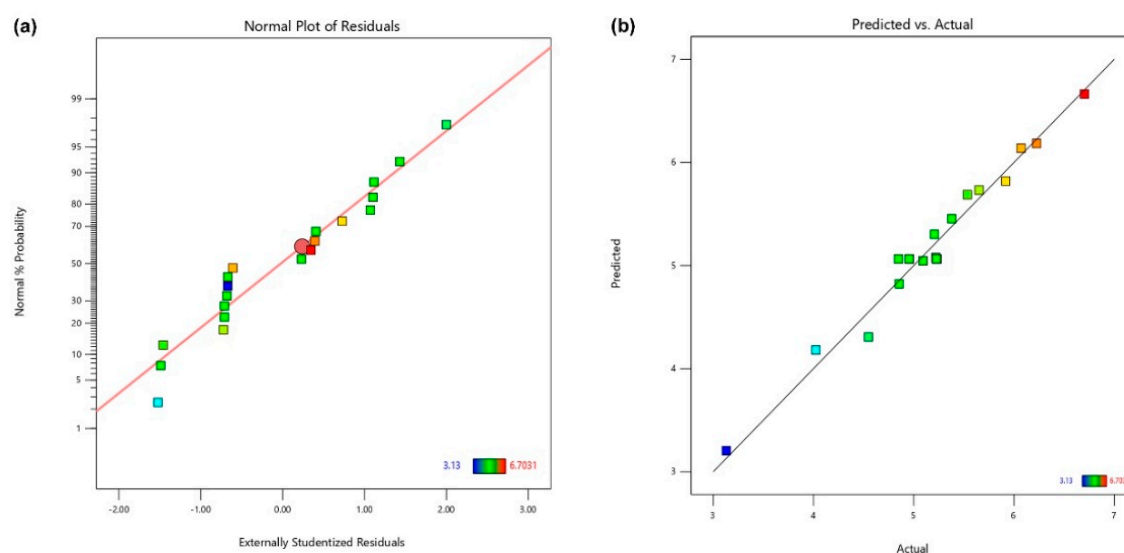 (a)
Normal Plot of Residuals
99
95
90
80
70
50
30
20
10
5
1
Normal % Probability
3.13
6.7031
-2.00 -1.00 0.00 1.00 2.00 3.00
Externally Studentized Residuals
(b)
Predicted vs. Actual
7
6
5
4
3
Predicted
3.13
3 4 5 6 7
Actual